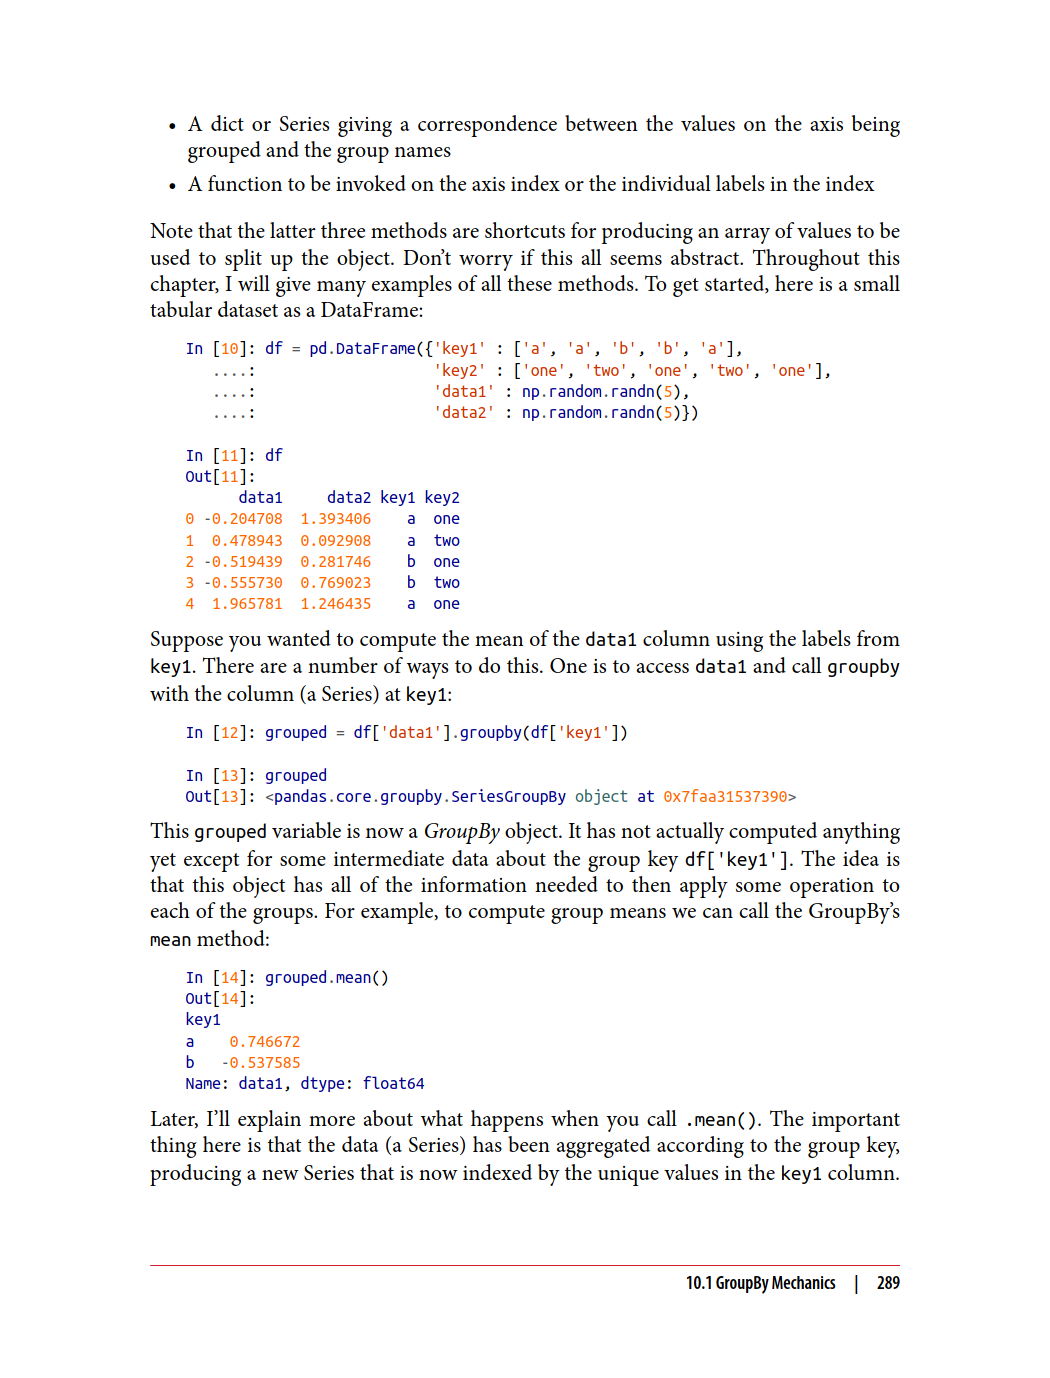 • A dict or Series giving a correspondence between the values on the axis being
grouped and the group names
• A function to be invoked on the axis index or the individual labels in the index
Note that the latter three methods are shortcuts for producing an array of values to be
used to split up the object. Don’t worry if this all seems abstract. Throughout this
chapter, I will give many examples of all these methods. To get started, here is a small
tabular dataset as a DataFrame:
In [10]: df = pd.DataFrame({'key1' : ['a', 'a', 'b', 'b', 'a'],
   ....:                    'key2' : ['one', 'two', 'one', 'two', 'one'],
   ....:                    'data1' : np.random.randn(5),
   ....:                    'data2' : np.random.randn(5)})
In [11]: df
Out[11]:
      data1     data2 key1 key2
0 -0.204708  1.393406    a  one
1  0.478943  0.092908    a  two
2 -0.519439  0.281746    b  one
3 -0.555730  0.769023    b  two
4  1.965781  1.246435    a  one
Suppose you wanted to compute the mean of the data1 column using the labels from
key1. There are a number of ways to do this. One is to access data1 and call groupby
with the column (a Series) at key1:
In [12]: grouped = df['data1'].groupby(df['key1'])
In [13]: grouped
Out[13]: <pandas.core.groupby.SeriesGroupBy object at 0x7faa31537390>
This grouped variable is now a GroupBy object. It has not actually computed anything
yet except for some intermediate data about the group key df['key1']. The idea is
that this object has all of the information needed to then apply some operation to
each of the groups. For example, to compute group means we can call the GroupBy’s
mean method:
In [14]: grouped.mean()
Out[14]:
key1
a    0.746672
b   -0.537585
Name: data1, dtype: float64
Later, I’ll explain more about what happens when you call .mean(). The important
thing here is that the data (a Series) has been aggregated according to the group key,
producing a new Series that is now indexed by the unique values in the key1 column.
10.1 GroupBy Mechanics | 289